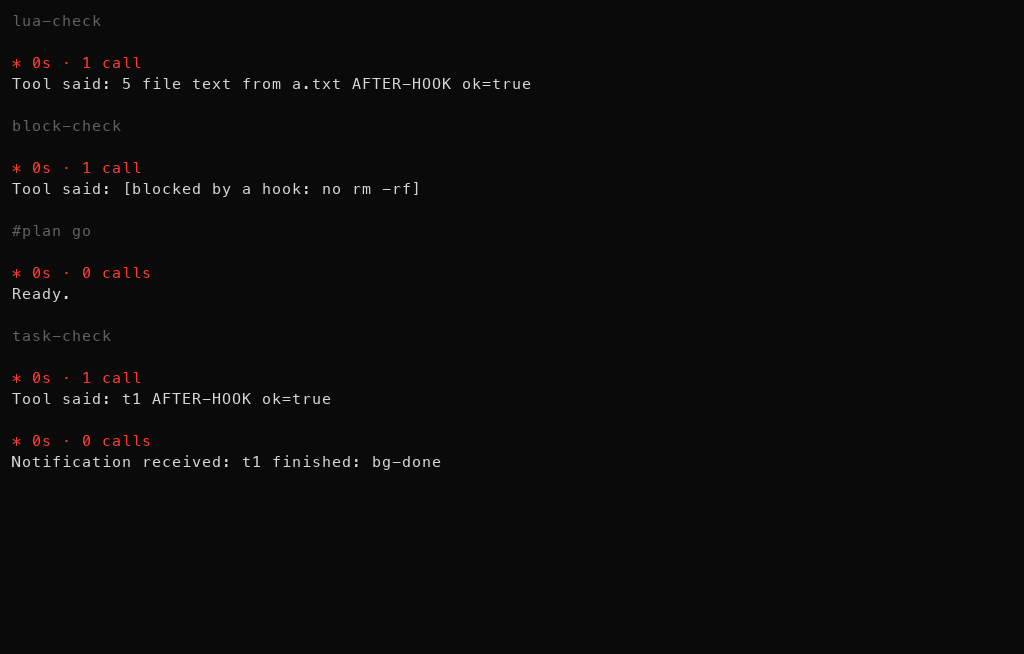 lua-check
* 0s · 1 call
Tool said: 5 file text from a.txt AFTER-HOOK ok=true
block-check
* 0s · 1 call
Tool said: [blocked by a hook: no rm -rf]
#plan go
* 0s · 0 calls
Ready.
task-check
* 0s · 1 call
Tool said: t1 AFTER-HOOK ok=true
* 0s · 0 calls
Notification received: t1 finished: bg-done